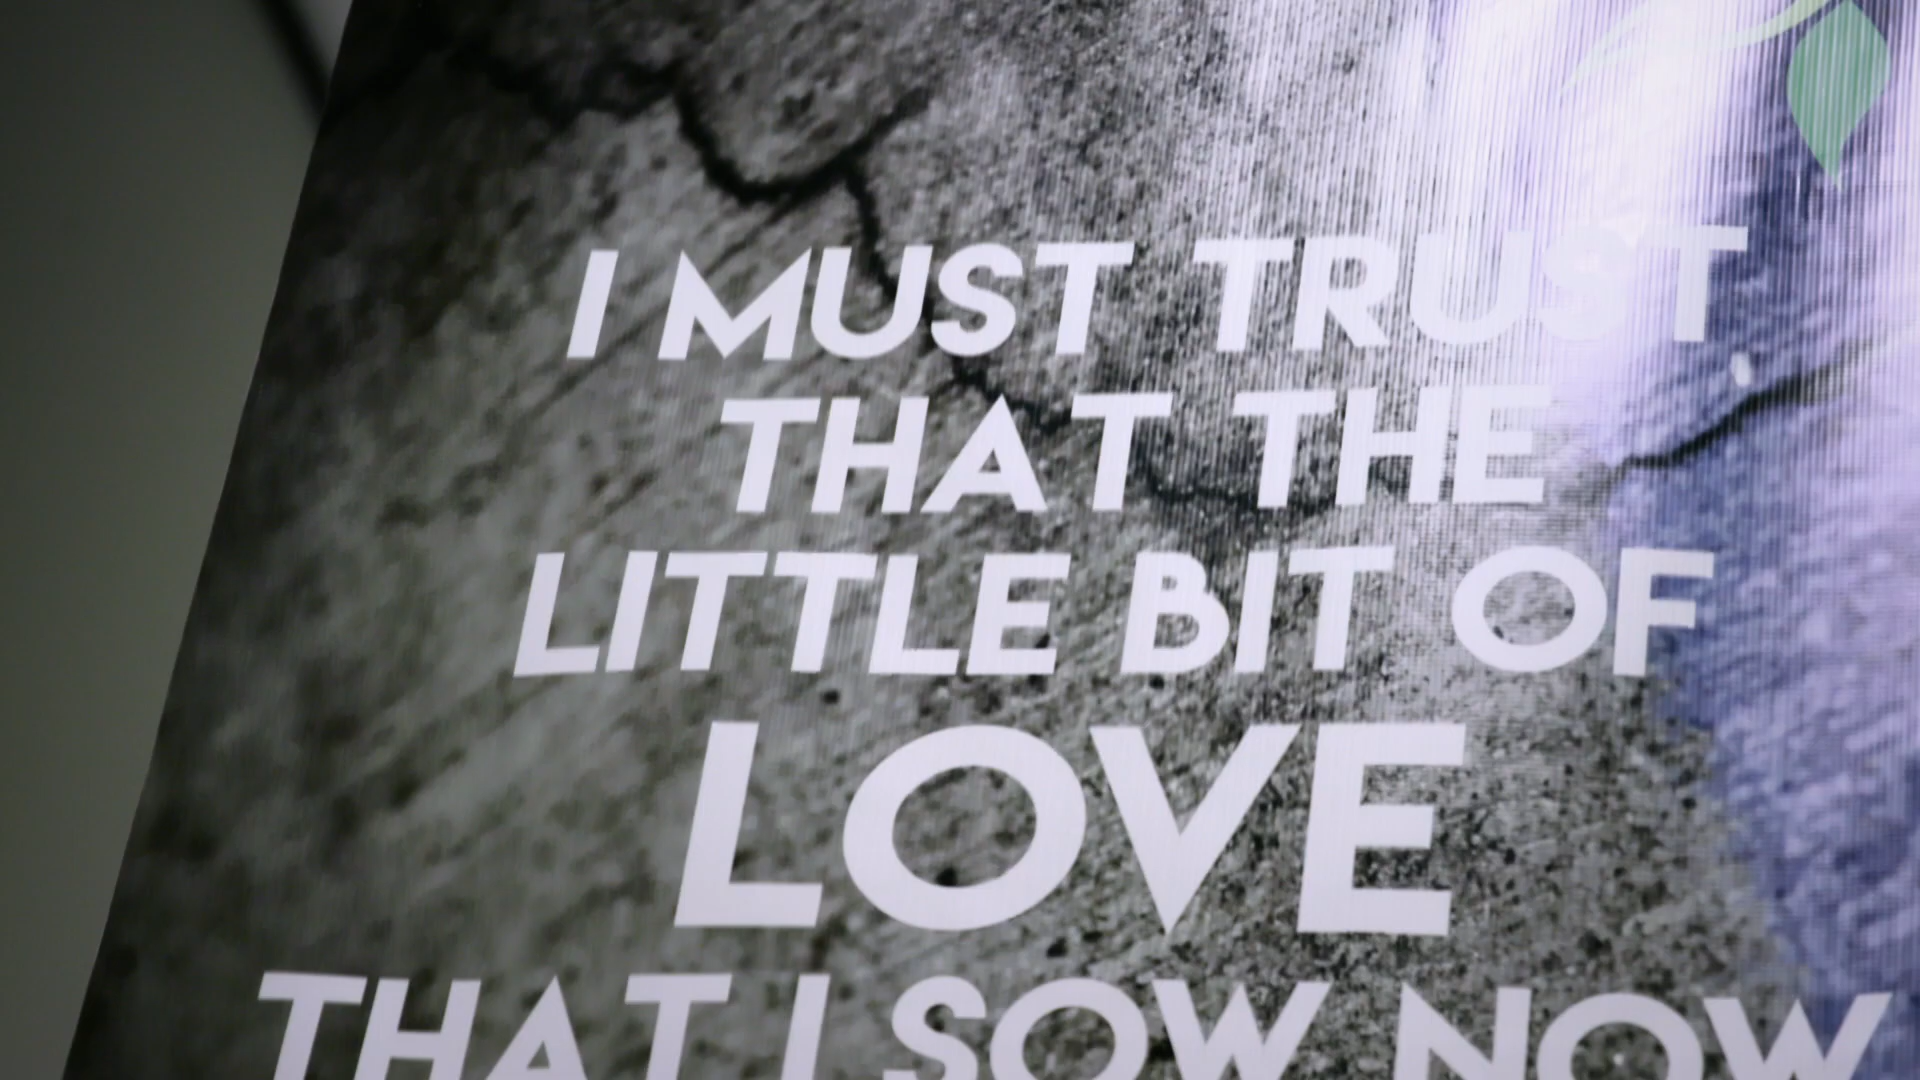 I MUST TRUST
THAT THE
LITTLE BIT OF
LOVE
THAT I SOW NOW